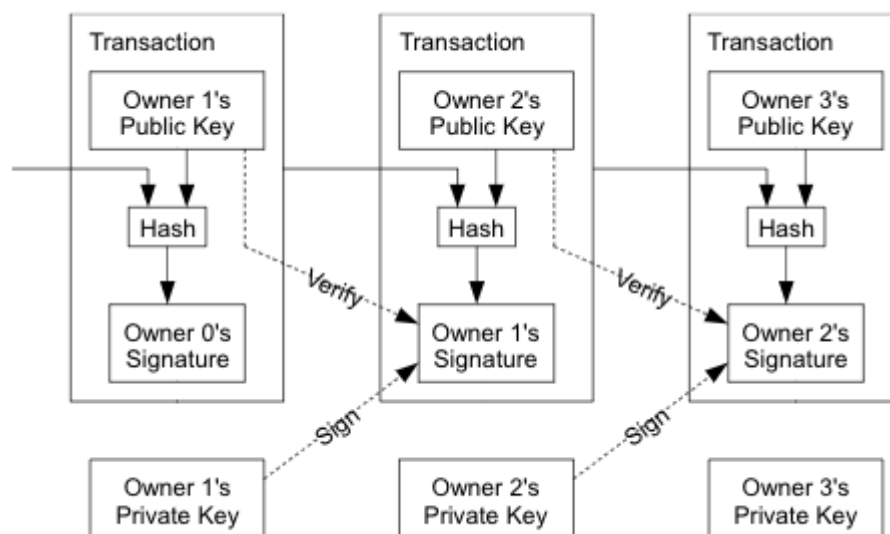 Transaction
Transaction
Transaction
Owner 1's
Public Key
Owner 2's
Public Key
Owner 3's
Public Key
Hash
Hash
Hash
Verify
Verify
Owner 0's
Signature
Owner 1's
Signature
Owner 2's
Signature
Sign
Sign
Owner 1's
Private Key
Owner 2's
Private Key
Owner 3's
Private Key